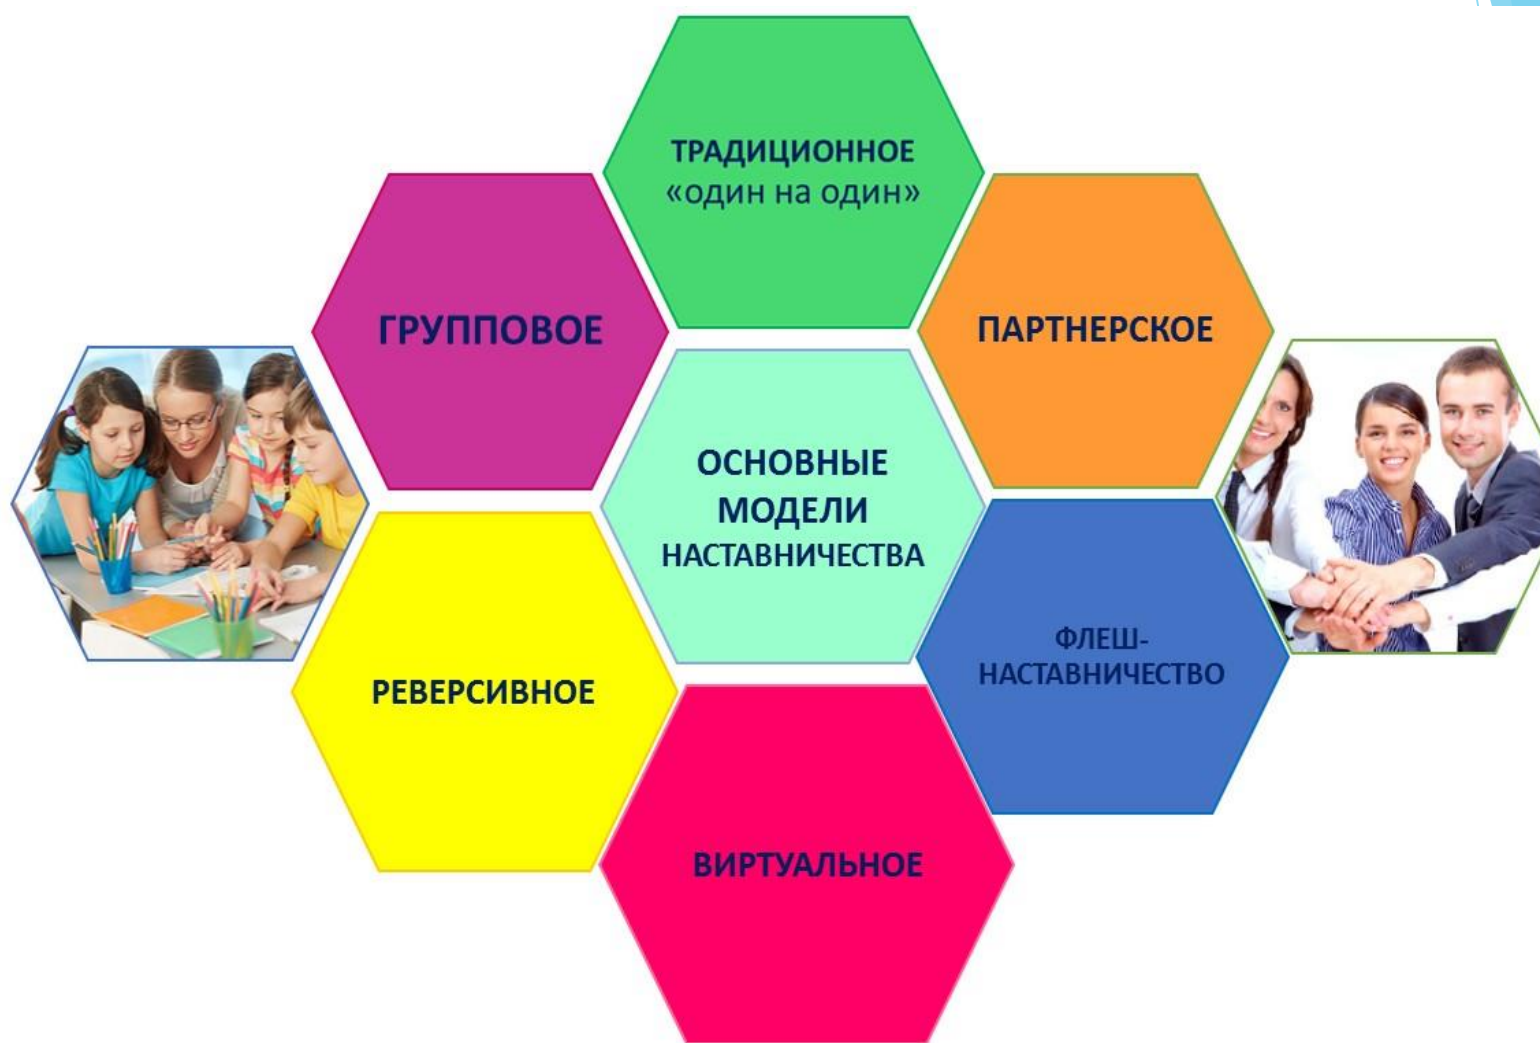 ТРАДИЦИОННОЕ
«один на один»
ГРУППОВОЕ
ПАРТНЕРСКОЕ
ОСНОВНЫЕ
МОДЕЛИ
НАСТАВНИЧЕСТВА
ФЛЕШ-
НАСТАВНИЧЕСТВО
РЕВЕРСИВНОЕ
ВИРТУАЛЬНОЕ